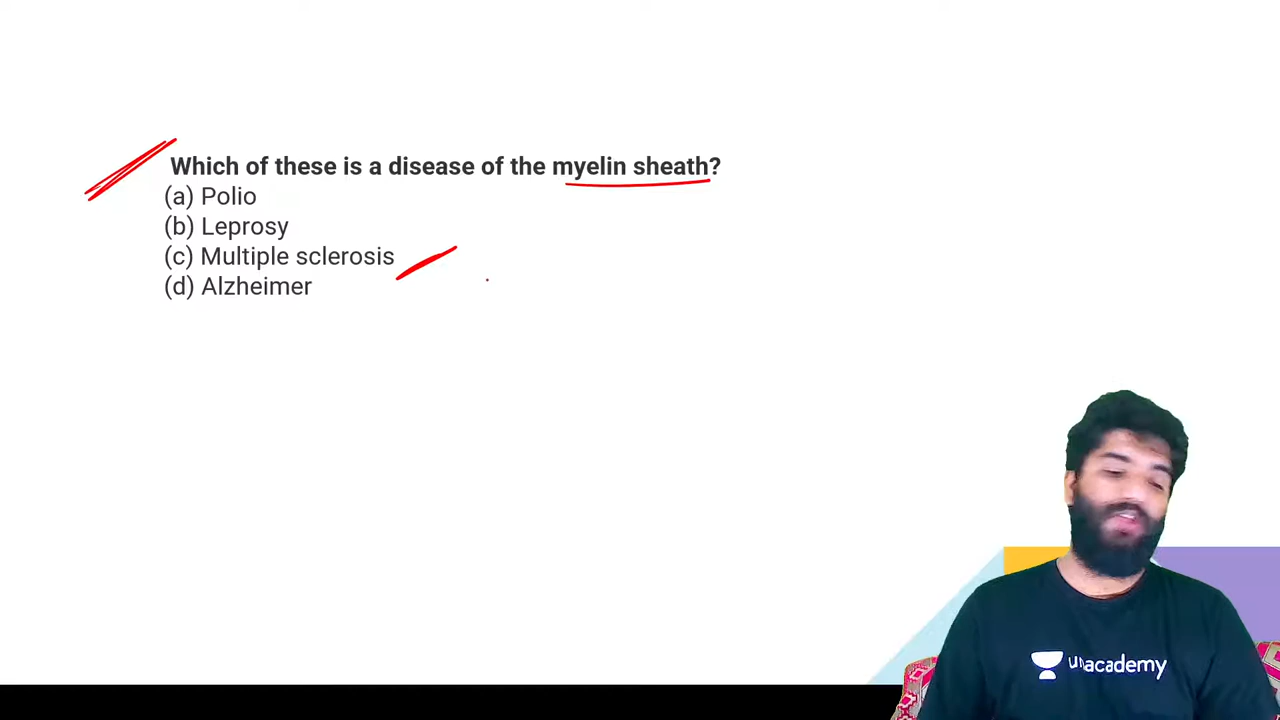 Which of these is a disease of the myelin sheath?
(a) Polio
(b) Leprosy
(c) Multiple sclerosis
(d) Alzheimer
unacademy